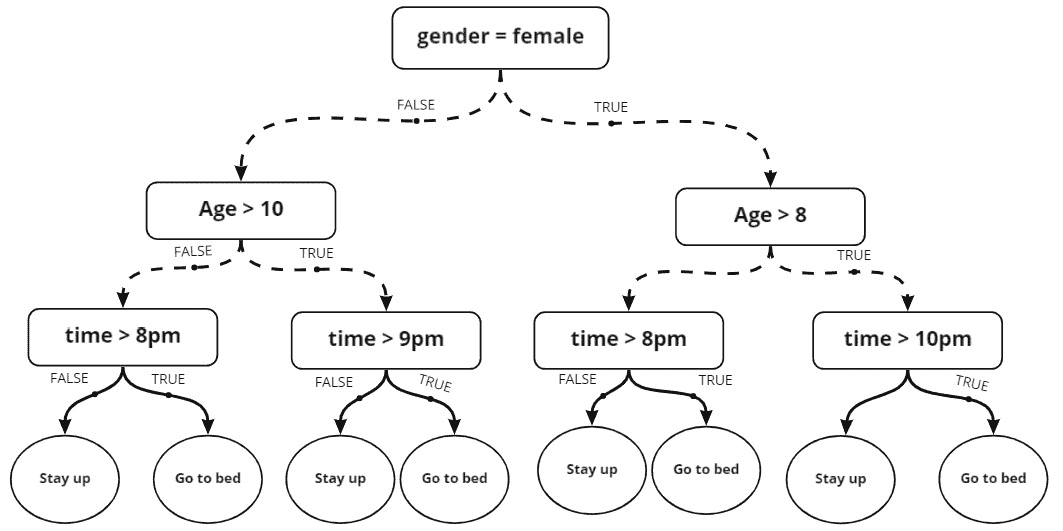 gender = female
FALSE
TRUE
Age > 10
Age > 8
FALSE
TRUE
TRUE
time > 8pm
time > 9pm
time > 8pm
time > 10pm
FALSE
TRUE
FALSE
TRUE
FALSE
TRUE
TRUE
Stay up
Go to bed
Stay up
Go to bed
Stay up
Go to bed
Stay up
Go to bed